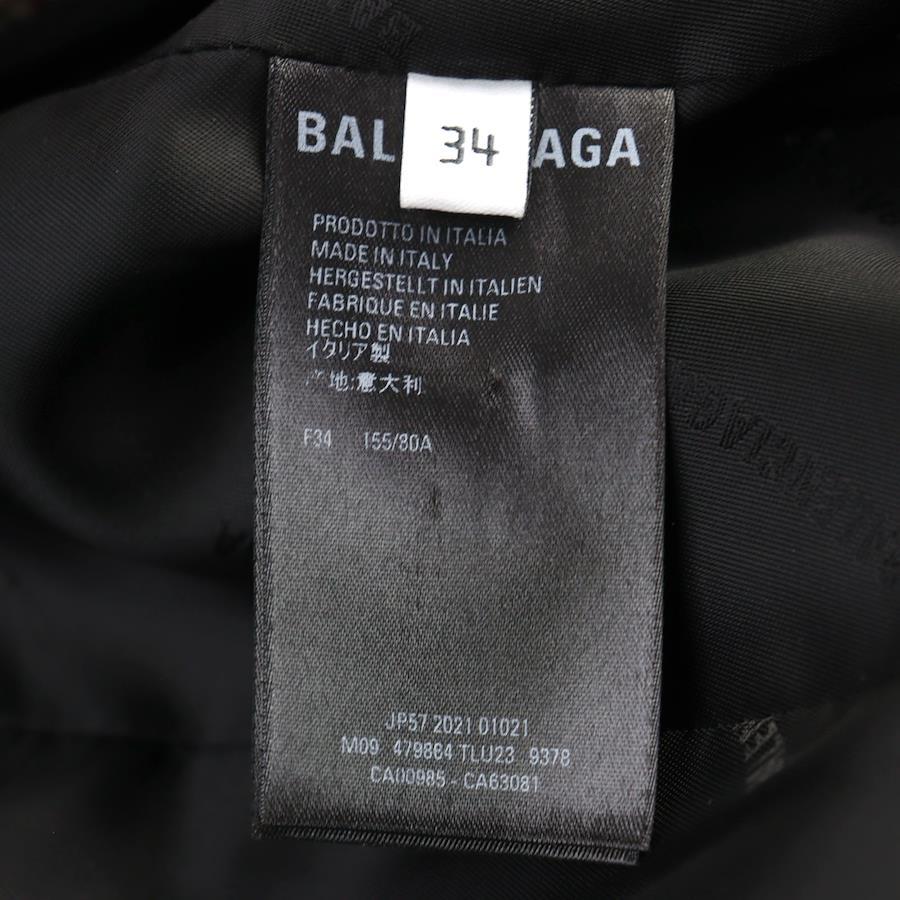 BAL AGA
34
PRODOTTO IN ITALIA
MADE IN ITALY
HERGESTELLT IN ITALIEN
FABRIQUE EN ITALIE
HECHO EN ITALIA
イタリア製
产地:意大利
F34 155/80A
JP57 2021 01021
M09 479884 TLU23 9378
CA00985 - CA63081